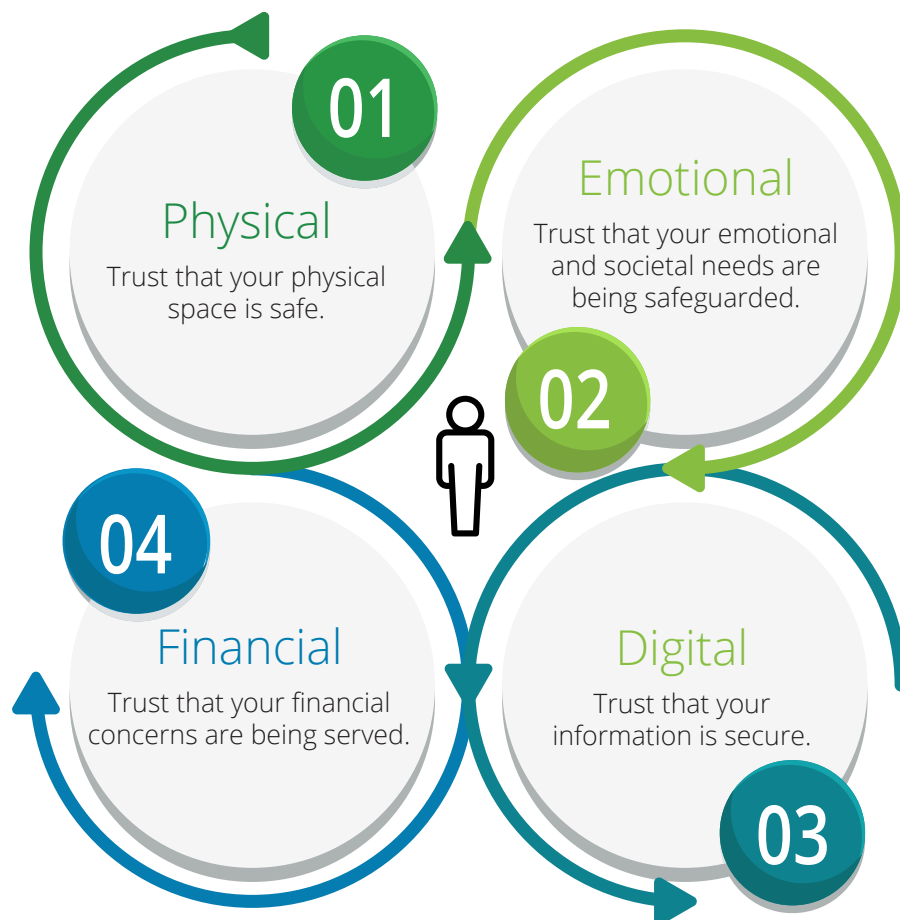 01
Physical
Trust that your physical
space is safe.
Emotional
Trust that your emotional
and societal needs are
being safeguarded.
02
04
Financial
Trust that your financial
concerns are being served.
Digital
Trust that your
information is secure.
03